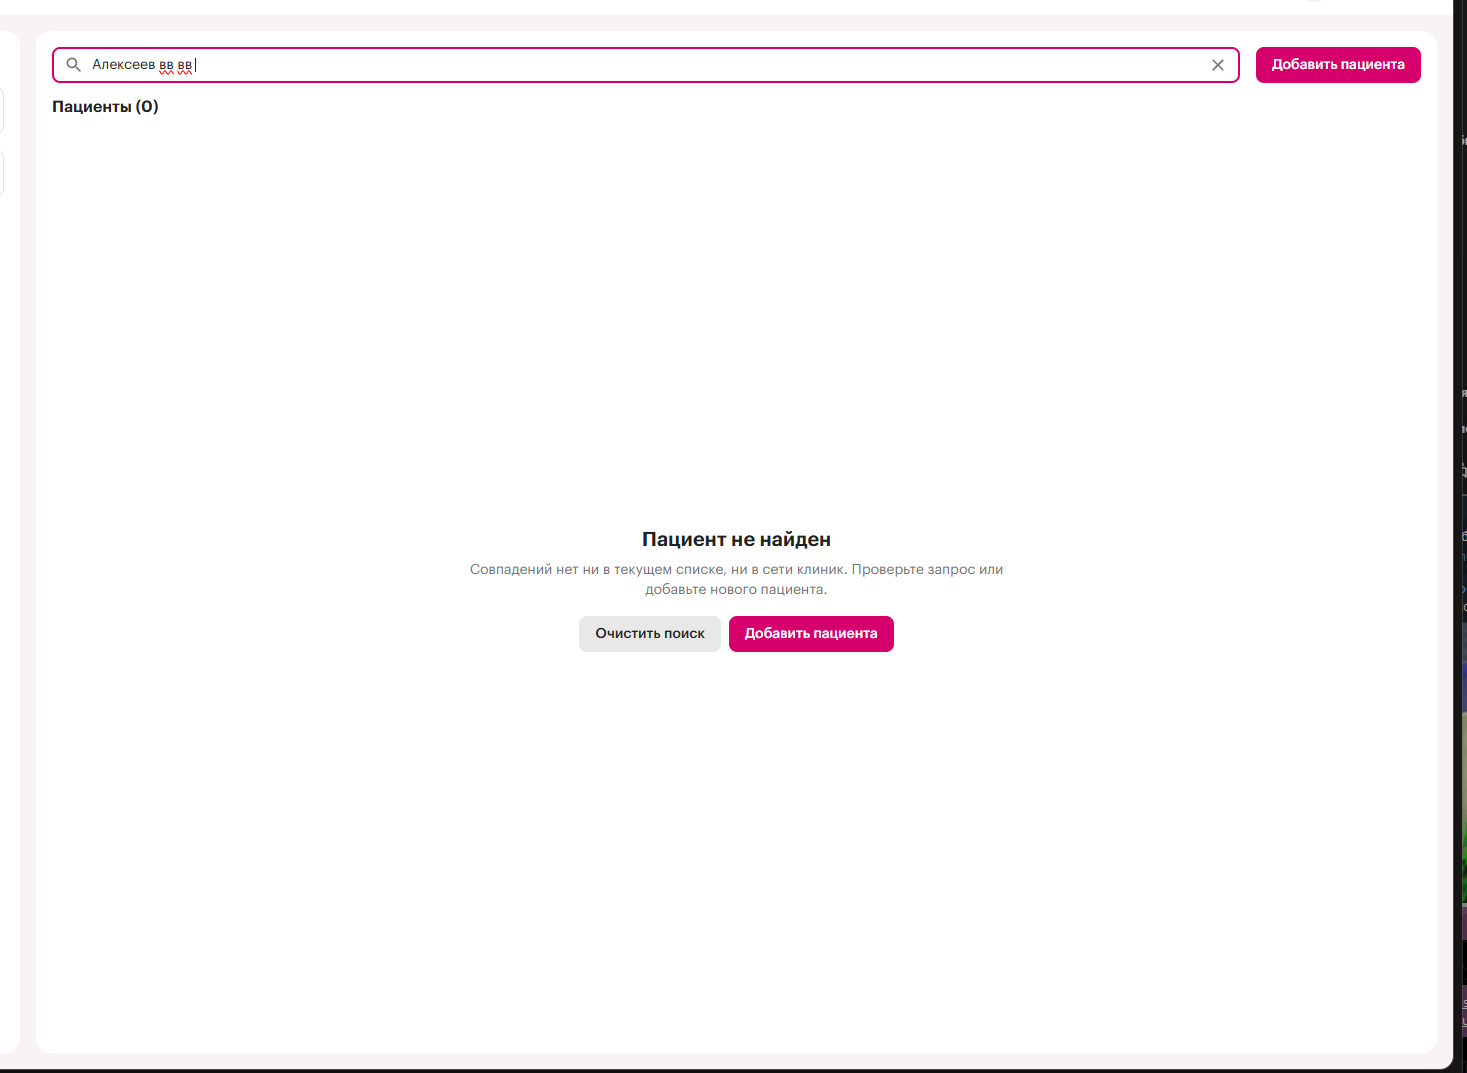 Алексеев вв вв
Добавить пациента
Пациенты (0)
Пациент не найден
Совпадений нет ни в текущем списке, ни в сети клиник. Проверьте запрос или
добавьте нового пациента.
Очистить поиск
Добавить пациента